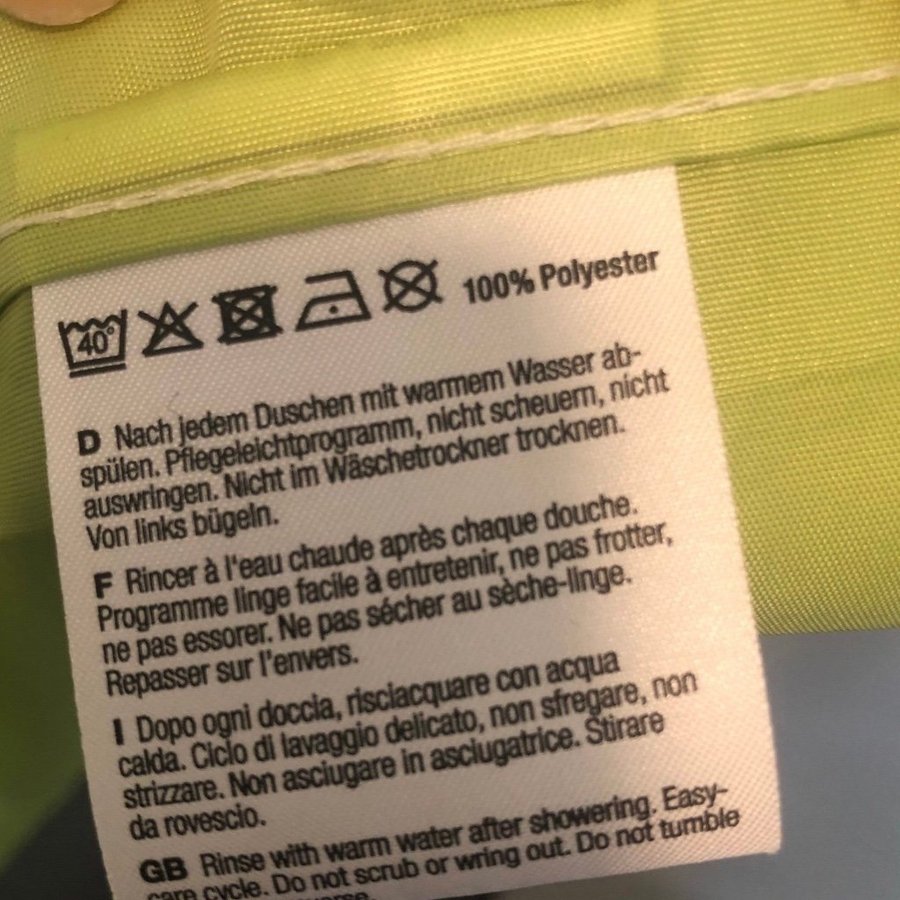 40° 100% Polyester
D Nach jedem Duschen mit warmem Wasser ab-
spülen. Pflegeleichtprogramm, nicht scheuern, nicht
auswringen. Nicht im Wäschetrockner trocknen.
Von links bügeln.
F Rincer à l'eau chaude après chaque douche.
Programme linge facile à entretenir, ne pas frotter,
ne pas essorer. Ne pas sécher au sèche-linge.
Repasser sur l'envers.
I Dopo ogni doccia, risciacquare con acqua
calda. Ciclo di lavaggio delicato, non sfregare, non
strizzare. Non asciugare in asciugatrice. Stirare
da rovescio.
GB Rinse with warm water after showering. Easy-
care cycle. Do not scrub or wring out. Do not tumble